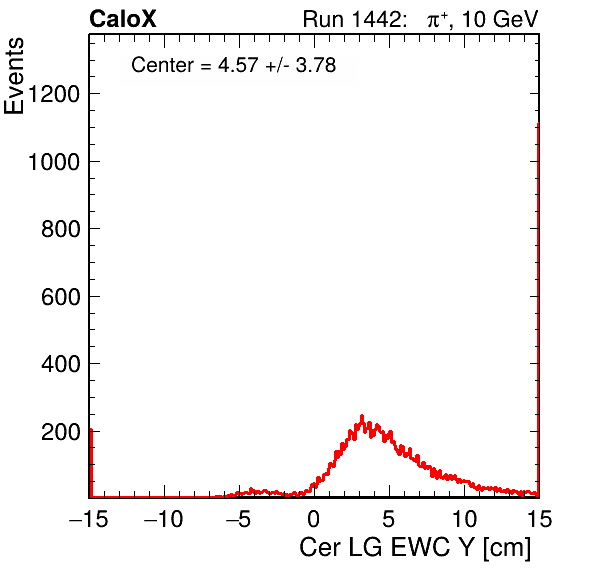 CaloX Run 1442: π⁺, 10 GeV
Center = 4.57 +/- 3.78
Events
1200
1000
800
600
400
200
−15 −10 −5 0 5 10 15
Cer LG EWC Y [cm]